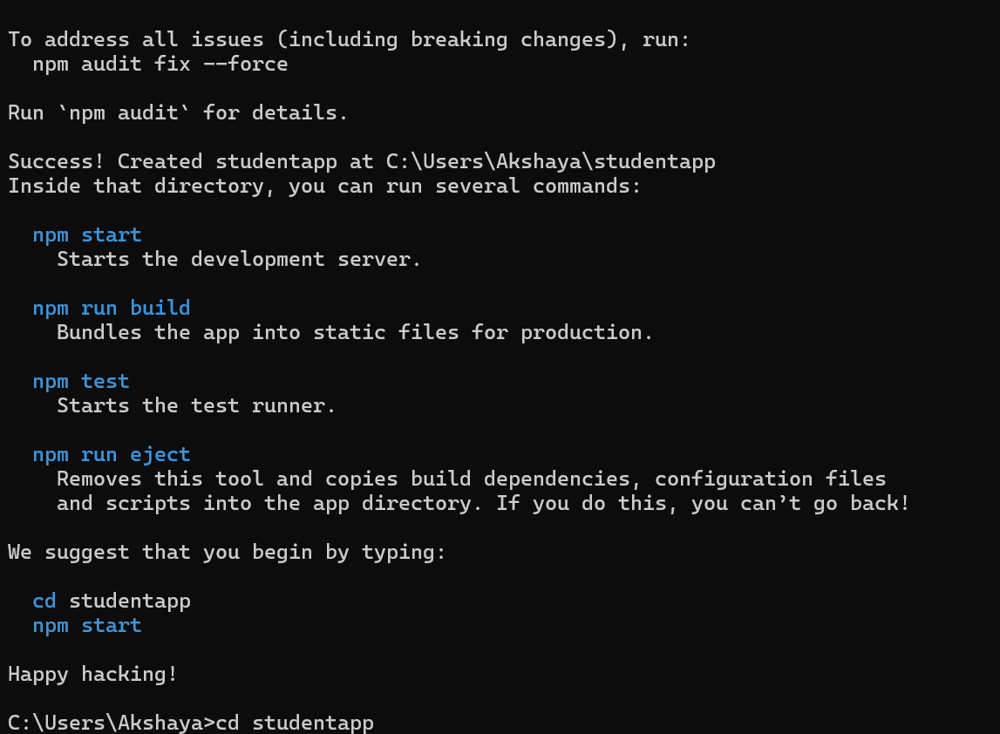 To address all issues (including breaking changes), run:
npm audit fix --force
Run `npm audit` for details.
Success! Created studentapp at C:\Users\Akshaya\studentapp
Inside that directory, you can run several commands:
npm start
Starts the development server.
npm run build
Bundles the app into static files for production.
npm test
Starts the test runner.
npm run eject
Removes this tool and copies build dependencies, configuration files
and scripts into the app directory. If you do this, you can’t go back!
We suggest that you begin by typing:
cd studentapp
npm start
Happy hacking!
C:\Users\Akshaya>cd studentapp